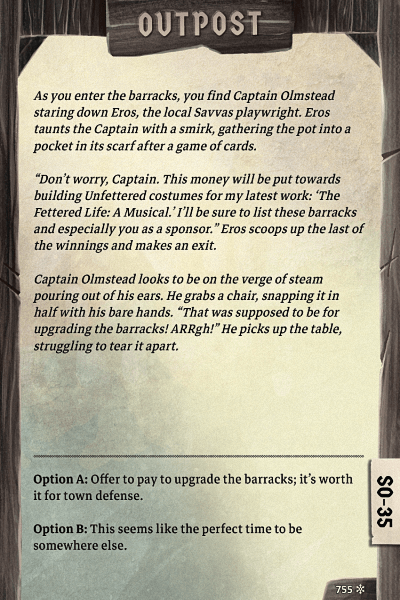 OUTPOST
As you enter the barracks, you find Captain Olmstead
staring down Eros, the local Savvas playwright. Eros
taunts the Captain with a smirk, gathering the pot into a
pocket in its scarf after a game of cards.
“Don’t worry, Captain. This money will be put towards
building Unfettered costumes for my latest work: ‘The
Fettered Life: A Musical.’ I’ll be sure to list these barracks
and especially you as a sponsor.” Eros scoops up the last of
the winnings and makes an exit.
Captain Olmstead looks to be on the verge of steam
pouring out of his ears. He grabs a chair, snapping it in
half with his bare hands. “That was supposed to be for
upgrading the barracks! ARRgh!” He picks up the table,
struggling to tear it apart.
Option A: Offer to pay to upgrade the barracks; it’s worth
it for town defense.
Option B: This seems like the perfect time to be
somewhere else.
SO-35
755